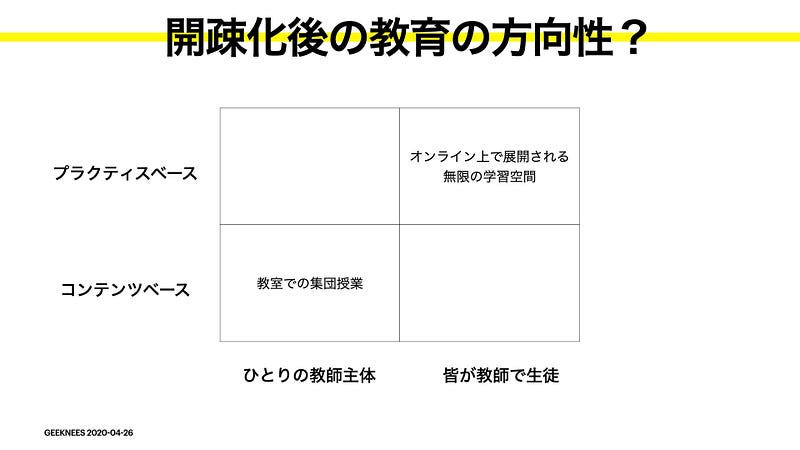 開疎化後の教育の方向性？
プラクティスベース
オンライン上で展開される
無限の学習空間
コンテンツベース
教室での集団授業
ひとりの教師主体
皆が教師で生徒
GEEKNEES 2020-04-26